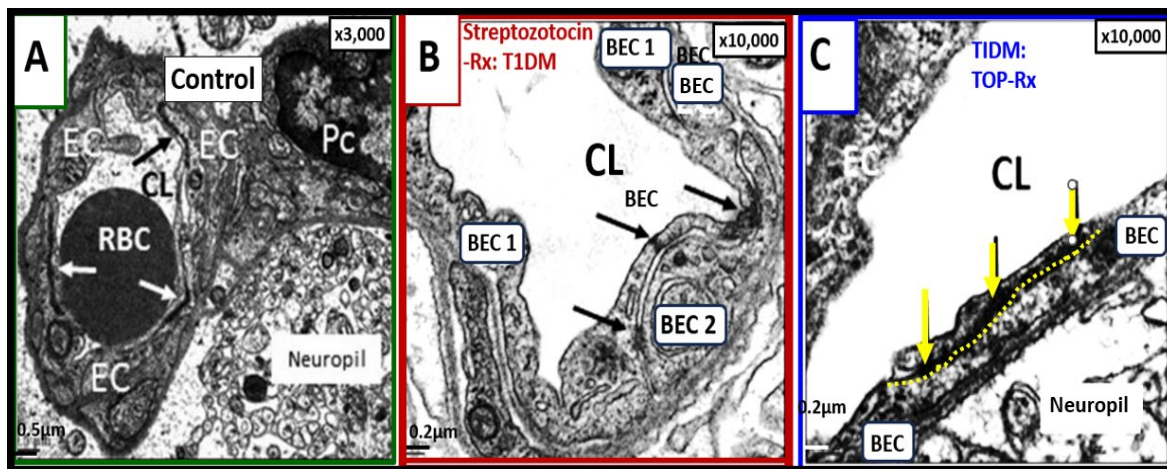 A
Control
x3,000
EC
EC
Pc
CL
RBC
EC
Neuropil
0.5µm
B
Streptozotocin
-Rx: T1DM
BEC 1
BEC
BEC
x10,000
CL
BEC
BEC 1
BEC 2
0.2µm
C
TIDM:
TOP-Rx
x10,000
EC
CL
BEC
Neuropil
BEC
0.2µm